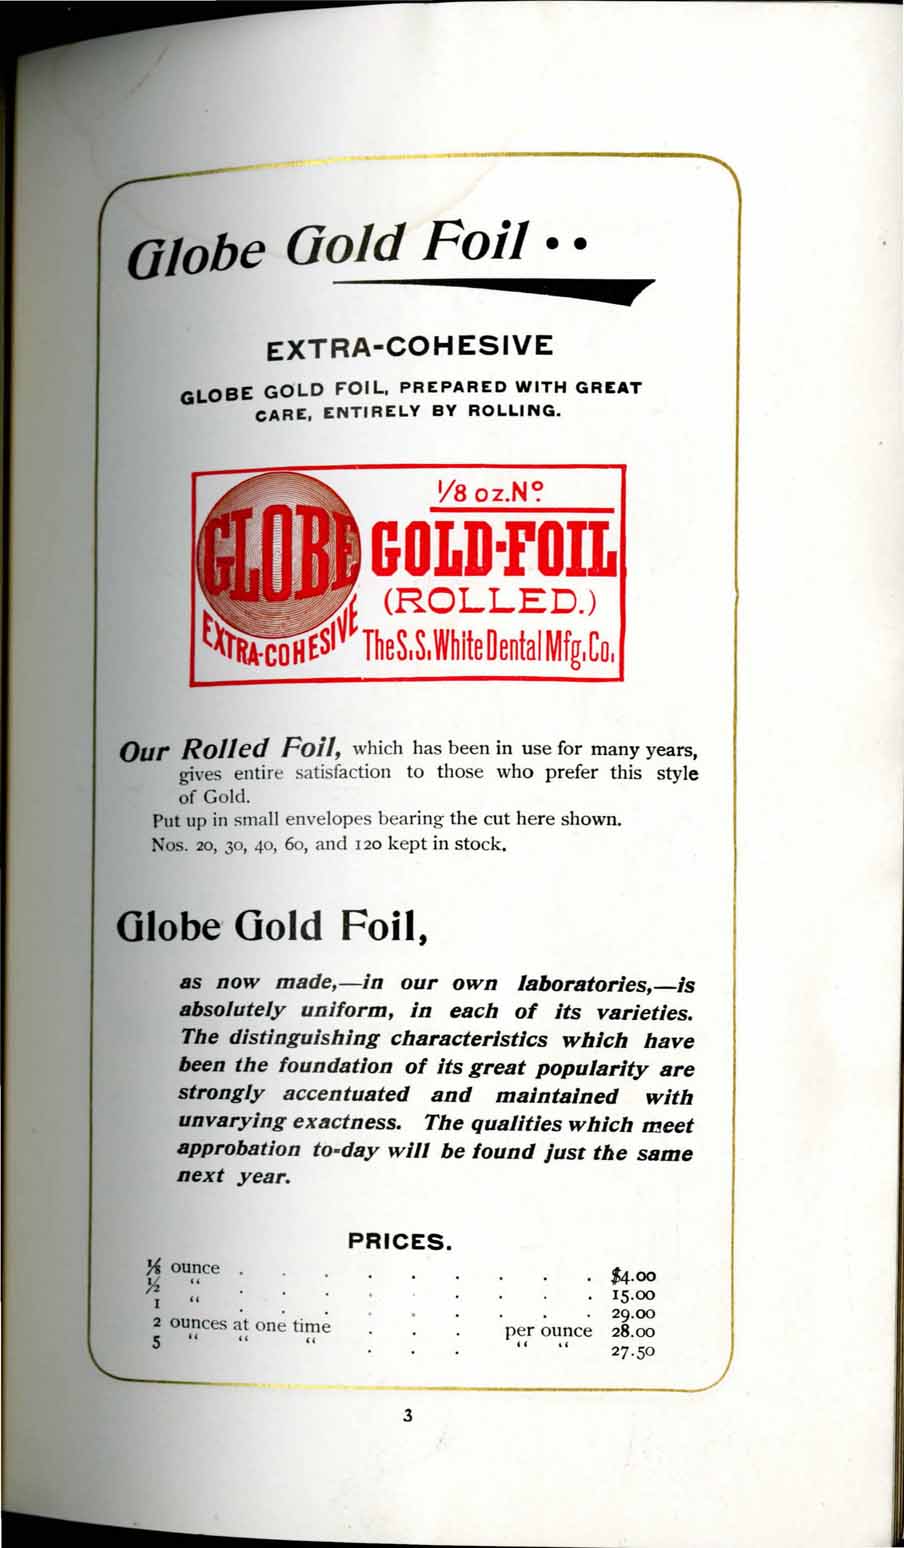 Globe Gold Foil • •
EXTRA-COHESIVE
GLOBE GOLD FOIL, PREPARED WITH GREAT
CARE, ENTIRELY BY ROLLING.
1/8 oz. Nº
GLOBE GOLD-FOIL
(ROLLED.)
EXTRA-COHESIVE
The S.S. White Dental Mfg. Co.
Our Rolled Foil, which has been in use for many years,
gives entire satisfaction to those who prefer this style
of Gold.
Put up in small envelopes bearing the cut here shown.
Nos. 20, 30, 40, 60, and 120 kept in stock.
Globe Gold Foil,
as now made,—in our own laboratories,—is
absolutely uniform, in each of its varieties.
The distinguishing characteristics which have
been the foundation of its great popularity are
strongly accentuated and maintained with
unvarying exactness. The qualities which meet
approbation to-day will be found just the same
next year.
PRICES.
⅛ ounce . . . . . . . . . $4.00
½ " . . . . . . . . . 15.00
1 " . . . . . . . . . 29.00
2 ounces at one time . . . per ounce 28.00
5 " " " . . . " " 27.50
3